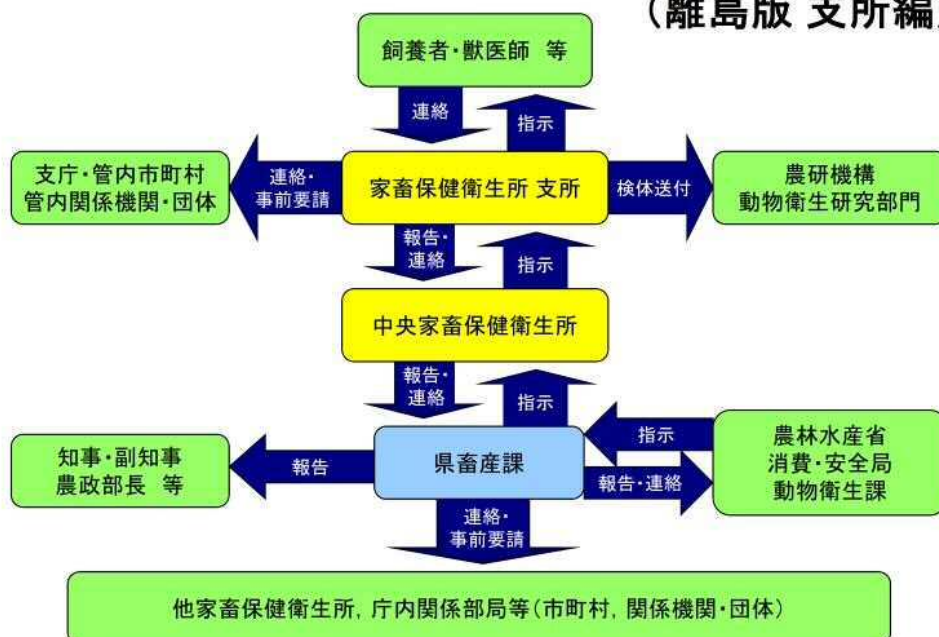 (離島版 支所編
飼養者・獣医師 等
連絡
指示
支庁・管内市町村
管内関係機関・団体
連絡・
事前要請
家畜保健衛生所 支所
検体送付
農研機構
動物衛生研究部門
報告・
連絡
指示
中央家畜保健衛生所
報告・
連絡
指示
知事・副知事
農政部長 等
報告
県畜産課
指示
報告・連絡
農林水産省
消費・安全局
動物衛生課
連絡・
事前要請
他家畜保健衛生所, 庁内関係部局等(市町村, 関係機関・団体)